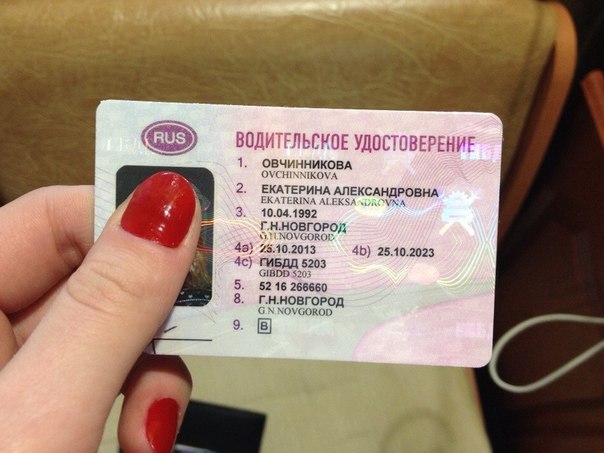 RUS
ВОДИТЕЛЬСКОЕ УДОСТОВЕРЕНИЕ
1. ОВЧИННИКОВА
OVCHINNIKOVA
2. ЕКАТЕРИНА АЛЕКСАНДРОВНА
EKATERINA ALEKSANDROVNA
3. 10.04.1992
Г.Н.НОВГОРОД
G.N.NOVGOROD
4a) 25.10.2013 4b) 25.10.2023
4c) ГИБДД 5203
GIBDD 5203
5. 52 16 266660
8. Г.Н.НОВГОРОД
G.N.NOVGOROD
9. B